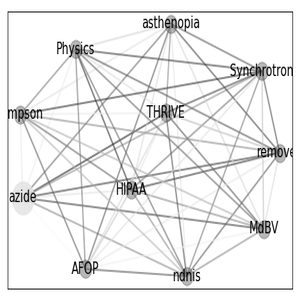 asthenopia
Physics
Synchrotron
mpson
THRIVE
remove
HIPAA
azide
MdBV
AFOP
ndnis